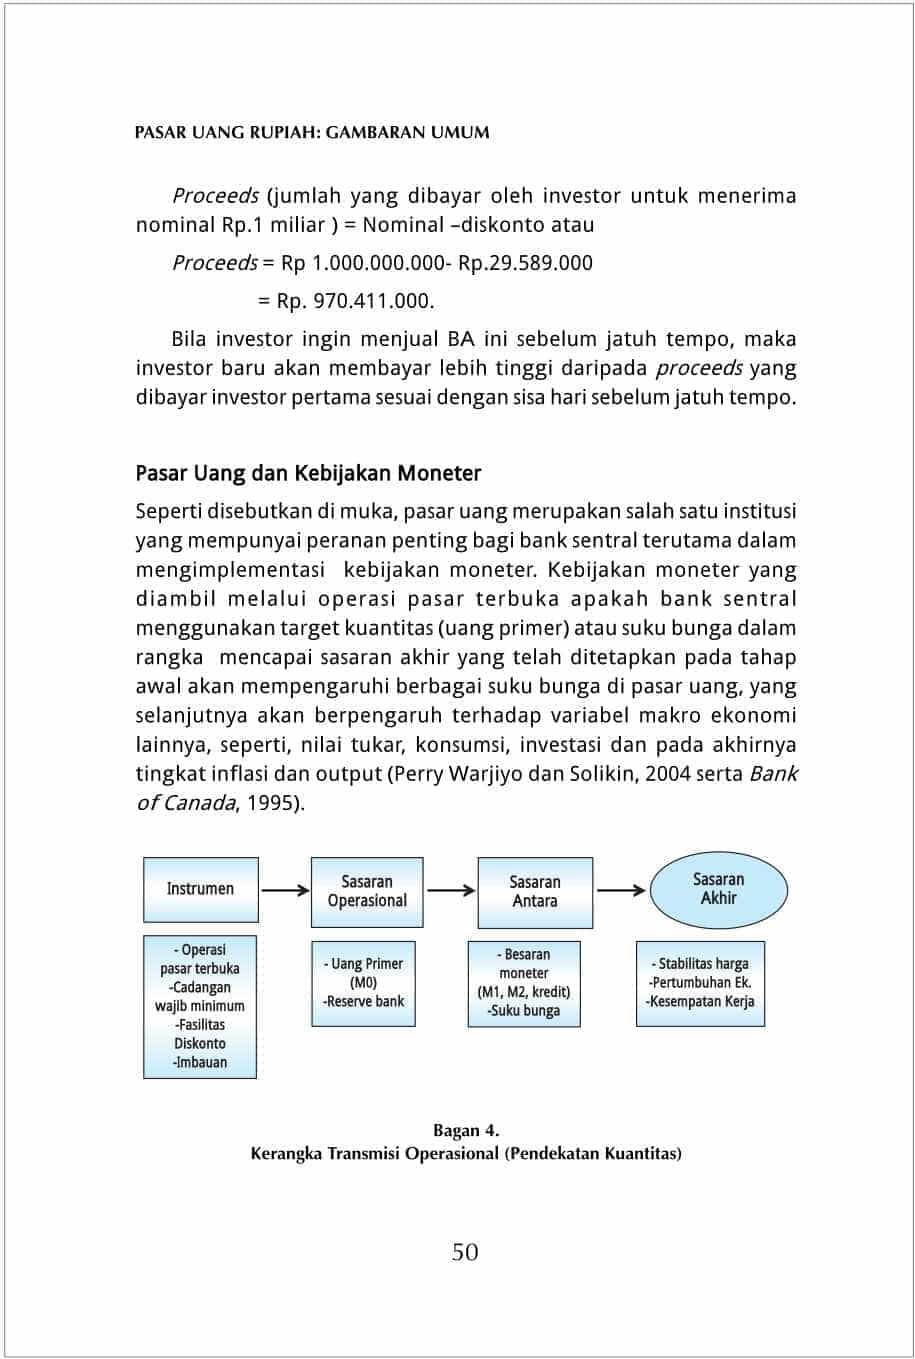 PASAR UANG RUPIAH: GAMBARAN UMUM
Proceeds (jumlah yang dibayar oleh investor untuk menerima
nominal Rp.1 miliar ) = Nominal –diskonto atau
Proceeds = Rp 1.000.000.000- Rp.29.589.000
= Rp. 970.411.000.
Bila investor ingin menjual BA ini sebelum jatuh tempo, maka
investor baru akan membayar lebih tinggi daripada proceeds yang
dibayar investor pertama sesuai dengan sisa hari sebelum jatuh tempo.
Pasar Uang dan Kebijakan Moneter
Seperti disebutkan di muka, pasar uang merupakan salah satu institusi
yang mempunyai peranan penting bagi bank sentral terutama dalam
mengimplementasi kebijakan moneter. Kebijakan moneter yang
diambil melalui operasi pasar terbuka apakah bank sentral
menggunakan target kuantitas (uang primer) atau suku bunga dalam
rangka mencapai sasaran akhir yang telah ditetapkan pada tahap
awal akan mempengaruhi berbagai suku bunga di pasar uang, yang
selanjutnya akan berpengaruh terhadap variabel makro ekonomi
lainnya, seperti, nilai tukar, konsumsi, investasi dan pada akhirnya
tingkat inflasi dan output (Perry Warjiyo dan Solikin, 2004 serta Bank
of Canada, 1995).
Instrumen
Sasaran
Operasional
Sasaran
Antara
Sasaran
Akhir
- Operasi
pasar terbuka
-Cadangan
wajib minimum
-Fasilitas
Diskonto
-Imbauan
- Uang Primer
(M0)
-Reserve bank
- Besaran
moneter
(M1, M2, kredit)
-Suku bunga
- Stabilitas harga
-Pertumbuhan Ek.
-Kesempatan Kerja
Bagan 4.
Kerangka Transmisi Operasional (Pendekatan Kuantitas)
50